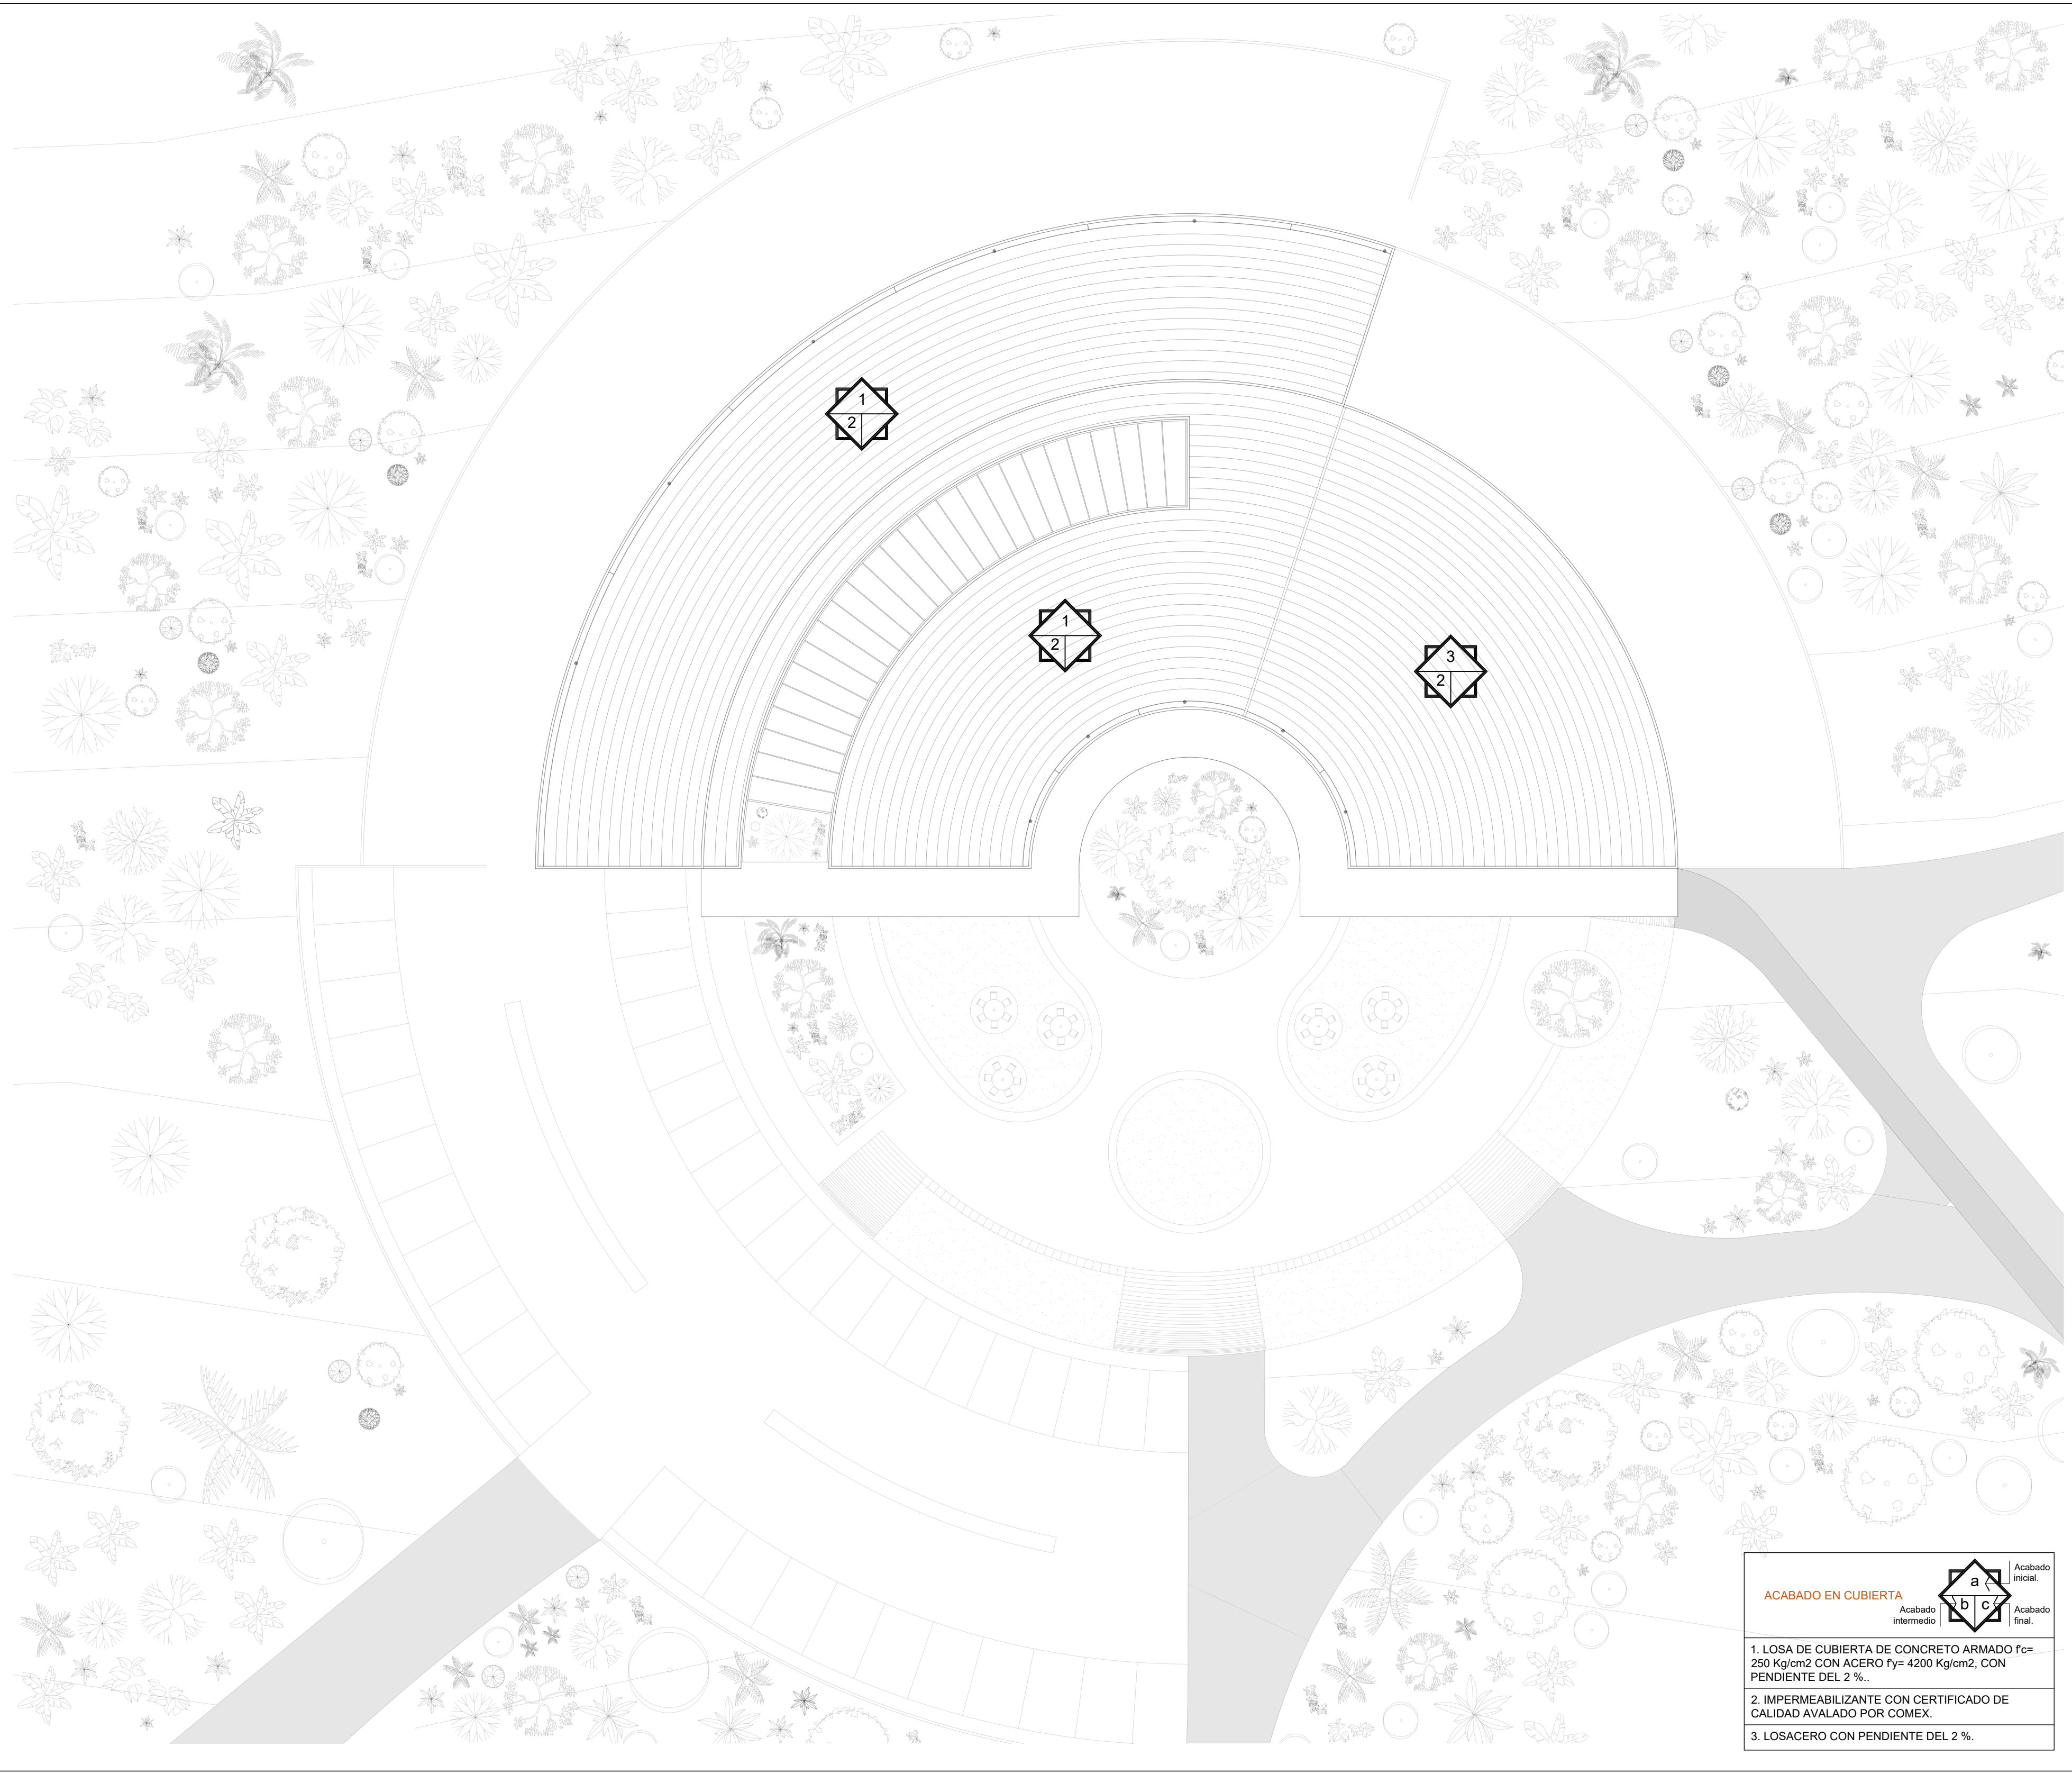 1
2
1
2
3
2
ACABADO EN CUBIERTA
a
b
c
Acabado
inicial.
Acabado
intermedio
Acabado
final.
1. LOSA DE CUBIERTA DE CONCRETO ARMADO f'c=
250 Kg/cm2 CON ACERO f'y= 4200 Kg/cm2, CON
PENDIENTE DEL 2 %..
2. IMPERMEABILIZANTE CON CERTIFICADO DE
CALIDAD AVALADO POR COMEX.
3. LOSACERO CON PENDIENTE DEL 2 %.